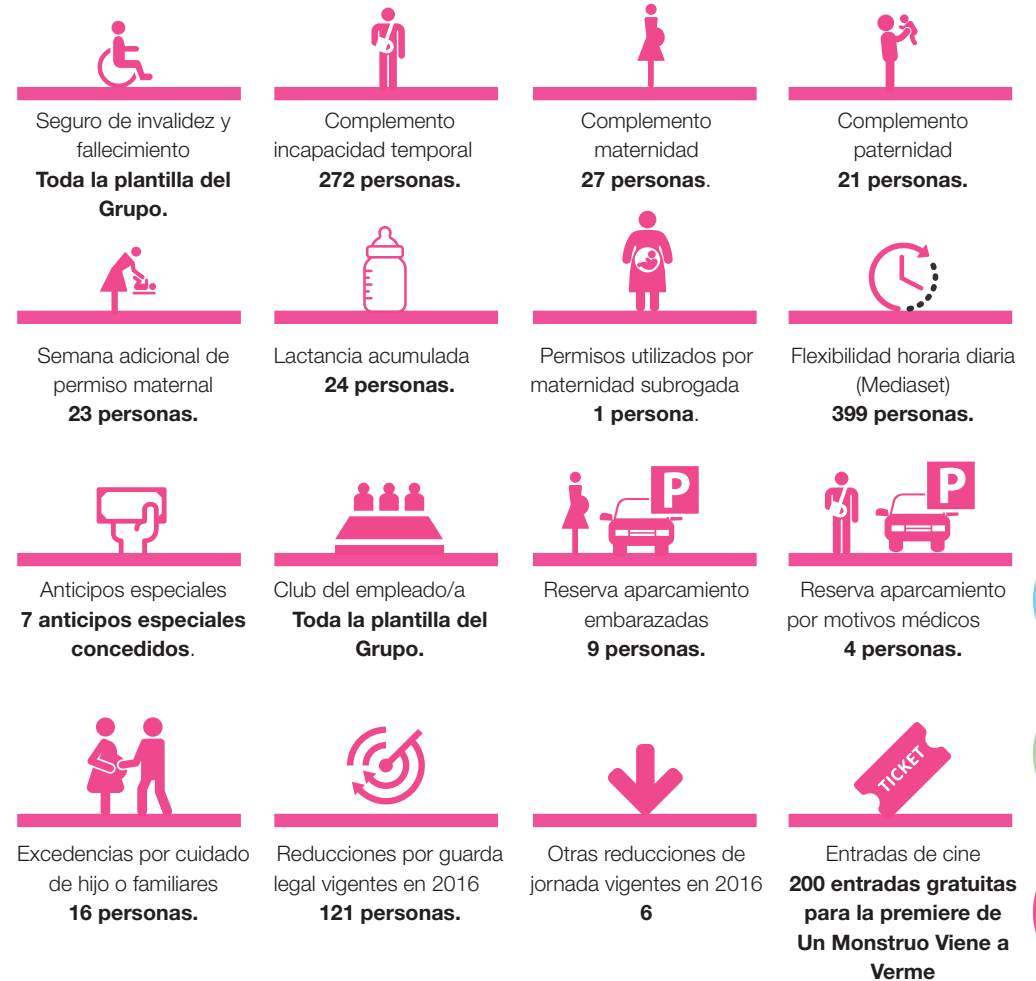 Seguro de invalidez y
fallecimiento
Toda la plantilla del
Grupo.
Complemento
incapacidad temporal
272 personas.
Complemento
maternidad
27 personas.
Complemento
paternidad
21 personas.
Semana adicional de
permiso maternal
23 personas.
Lactancia acumulada
24 personas.
Permisos utilizados por
maternidad subrogada
1 persona.
Flexibilidad horaria diaria
(Mediaset)
399 personas.
Anticipos especiales
7 anticipos especiales
concedidos.
Club del empleado/a
Toda la plantilla del
Grupo.
P
Reserva aparcamiento
embarazadas
9 personas.
P
Reserva aparcamiento
por motivos médicos
4 personas.
Excedencias por cuidado
de hijo o familiares
16 personas.
Reducciones por guarda
legal vigentes en 2016
121 personas.
Otras reducciones de
jornada vigentes en 2016
6
TICKET
Entradas de cine
200 entradas gratuitas
para la premiere de
Un Monstruo Viene a
Verme